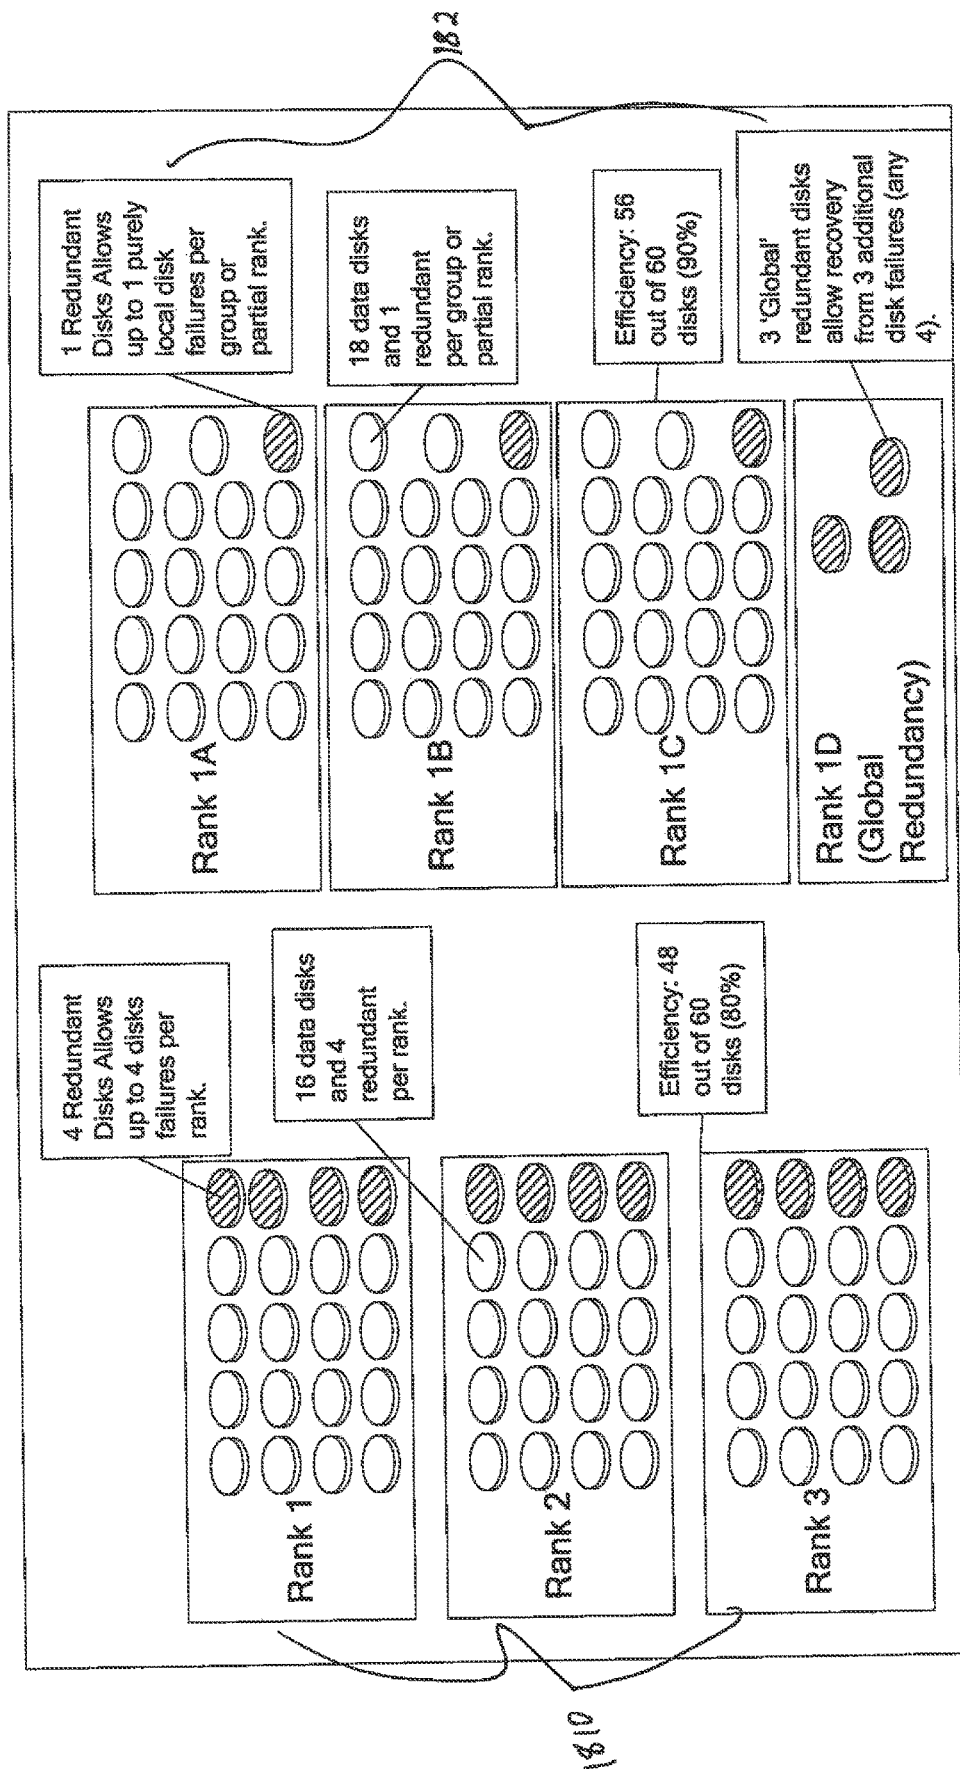 4 Redundant
Disks Allows
up to 4 disks
failures per
rank.
Rank 1
16 data disks
and 4
redundant
per rank.
Rank 2
Efficiency: 48
out of 60
disks (80%)
Rank 3
1810
1 Redundant
Disks Allows
up to 1 purely
local disk
failures per
group or
partial rank.
Rank 1A
18 data disks
and 1
redundant
per group or
partial rank.
Rank 1B
Efficiency: 56
out of 60
disks (90%)
Rank 1C
3 'Global'
redundant disks
allow recovery
from 3 additional
disk failures (any
4).
Rank 1D
(Global
Redundancy)
182